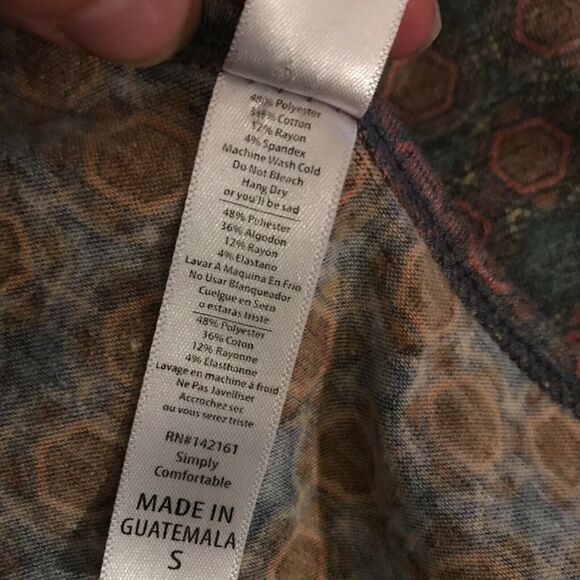 48% Polyester
36% Cotton
12% Rayon
4% Spandex
Machine Wash Cold
Do Not Bleach
Hang Dry
or you'll be sad
48% Poliester
36% Algodon
12% Rayón
4% Elastano
Lavar A Maquina En Frio
No Usar Blanqueador
Cuelgue en Seco
o estarás triste
48% Polyester
36% Coton
12% Rayonne
4% Elasthanne
Lavage en machine à froid
Ne Pas Javelliser
Accrochez sec
ou vous serez triste
RN#142161
Simply
Comfortable
MADE IN
GUATEMALA
S